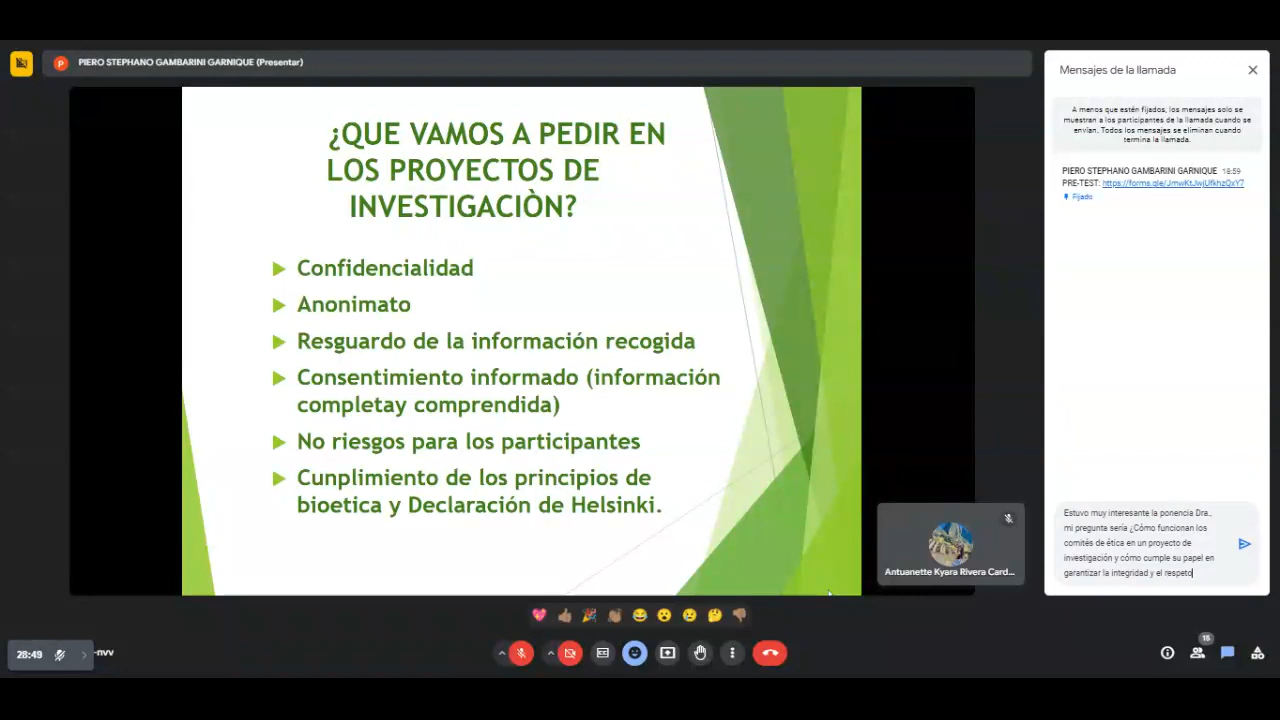 PIERO STEPHANO GAMBARINI GARNIQUE (Presentar)
¿QUE VAMOS A PEDIR EN
LOS PROYECTOS DE
INVESTIGACIÒN?
Confidencialidad
Anonimato
Resguardo de la información recogida
Consentimiento informado (información
completay comprendida)
No riesgos para los participantes
Cunplimiento de los principios de
bioetica y Declaración de Helsinki.
Antuanette Kyara Rivera Card...
Mensajes de la llamada
A menos que estén fijados, los mensajes solo se
muestran a los participantes de la llamada cuando se
envían. Todos los mensajes se eliminan cuando
termina la llamada.
PIERO STEPHANO GAMBARINI GARNIQUE 18:59
PRE-TEST: https://forms.gle/JmwKtJwjUfkhzQxY7
Fijado
Estuvo muy interesante la ponencia Dra.,
mi pregunta sería ¿Cómo funcionan los
comités de ética en un proyecto de
investigación y cómo cumple su papel en
garantizar la integridad y el respeto
28:49
-nvv
15